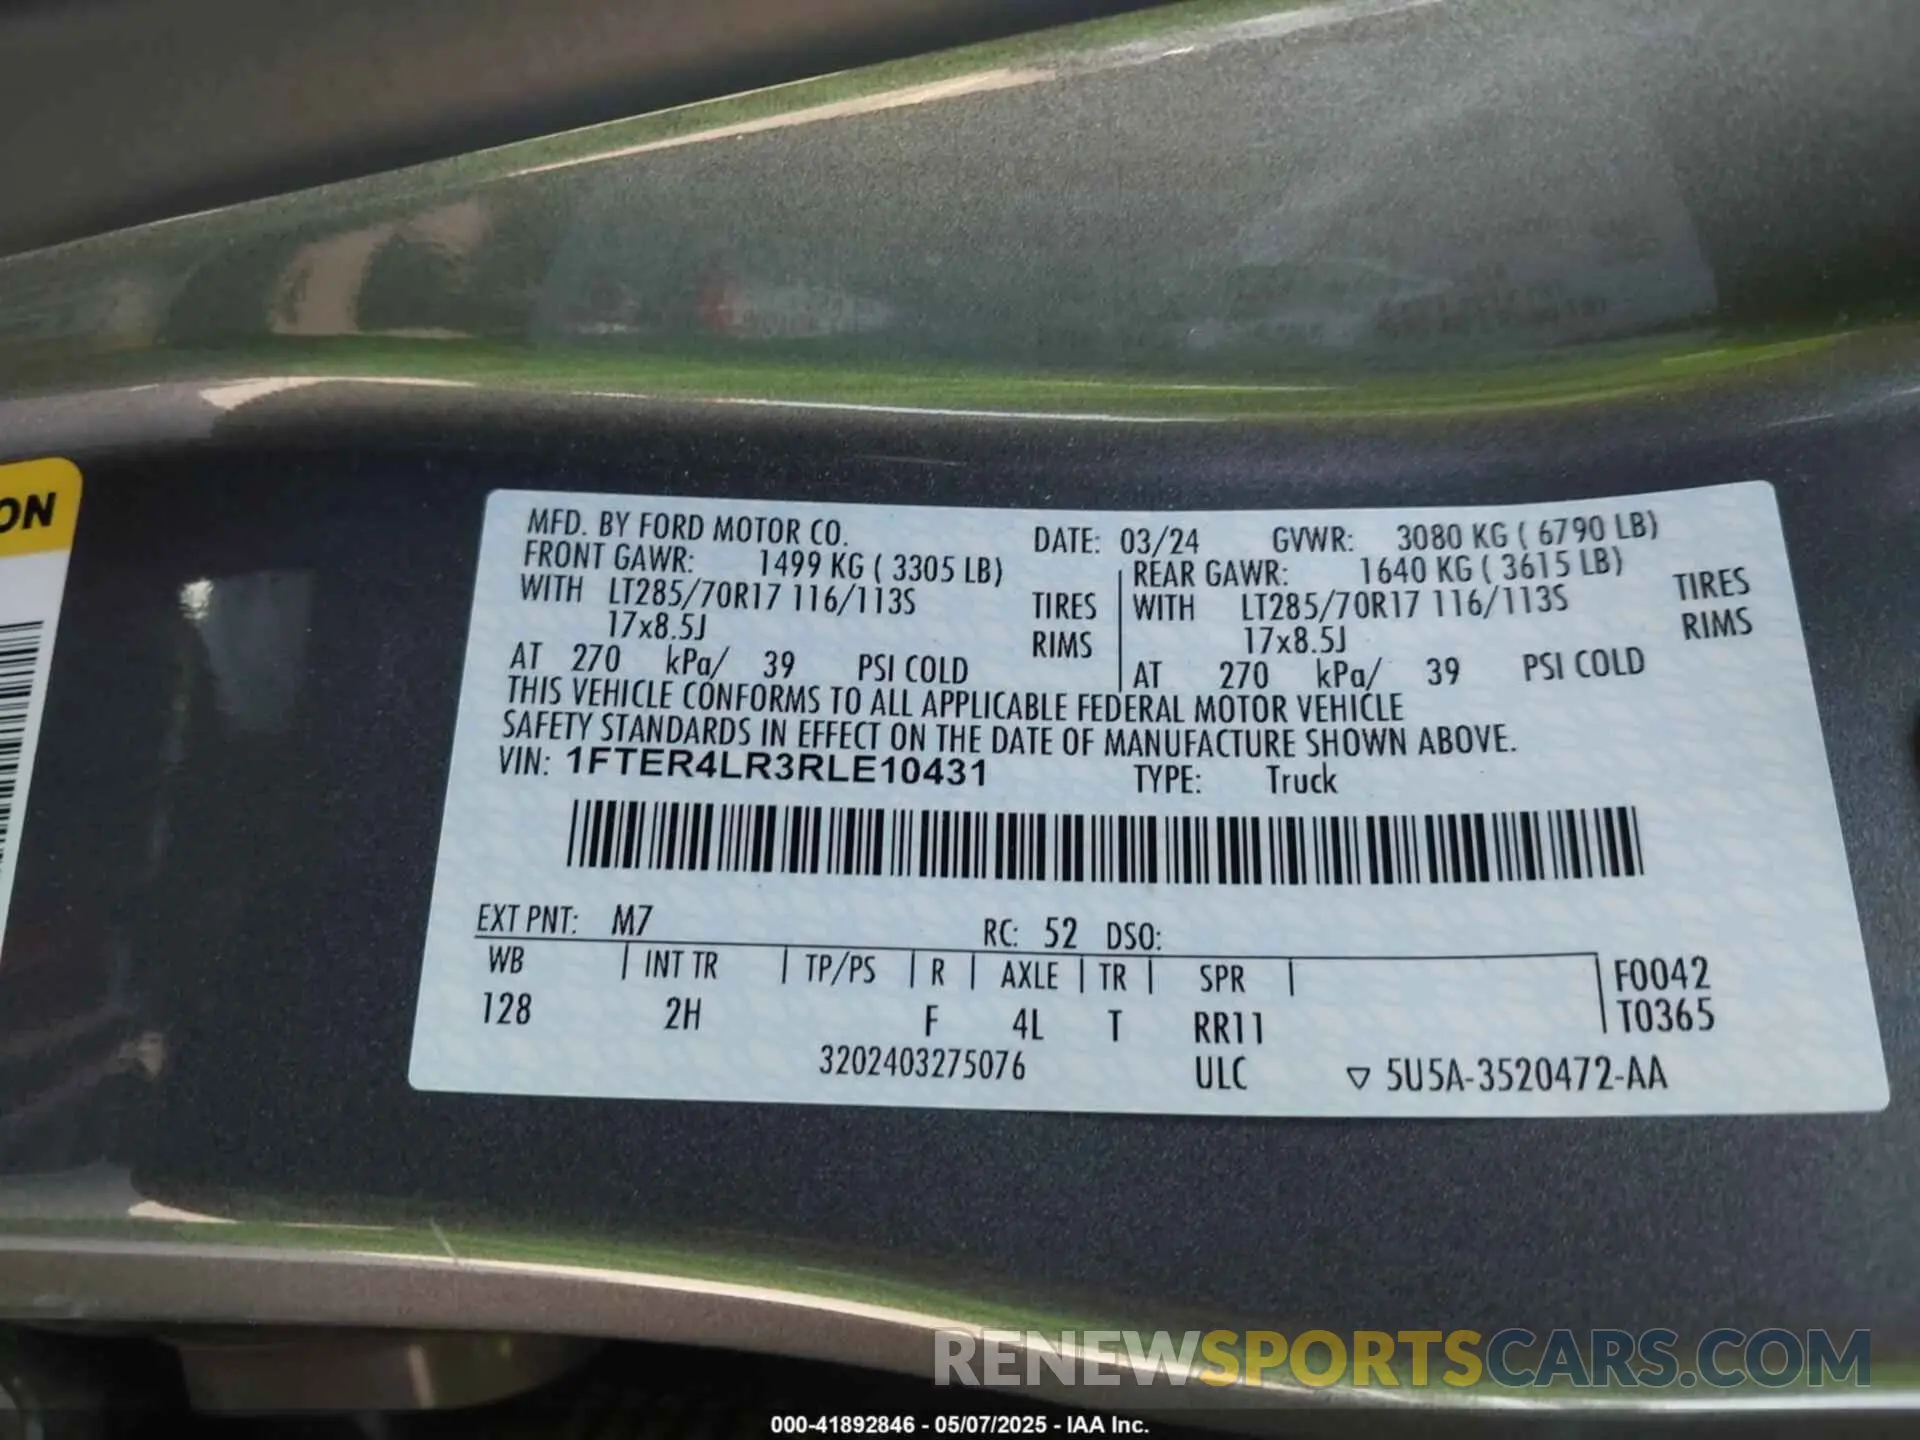 ON
MFD. BY FORD MOTOR CO. DATE: 03/24 GVWR: 3080 KG ( 6790 LB)
FRONT GAWR: 1499 KG ( 3305 LB) REAR GAWR: 1640 KG ( 3615 LB)
WITH LT285/70R17 116/113S TIRES WITH LT285/70R17 116/113S TIRES
17x8.5J RIMS 17x8.5J RIMS
AT 270 kPa/ 39 PSI COLD AT 270 kPa/ 39 PSI COLD
THIS VEHICLE CONFORMS TO ALL APPLICABLE FEDERAL MOTOR VEHICLE
SAFETY STANDARDS IN EFFECT ON THE DATE OF MANUFACTURE SHOWN ABOVE.
VIN: 1FTER4LR3RLE10431 TYPE: Truck
EXT PNT: M7 RC: 52 DSO:
WB INT TR TP/PS R AXLE TR SPR F0042
128 2H F 4L T RR11 T0365
3202403275076 ULC ▽ 5U5A-3520472-AA
RENEWSPORTSCARS.COM
000-41892846 - 05/07/2025 - IAA Inc.